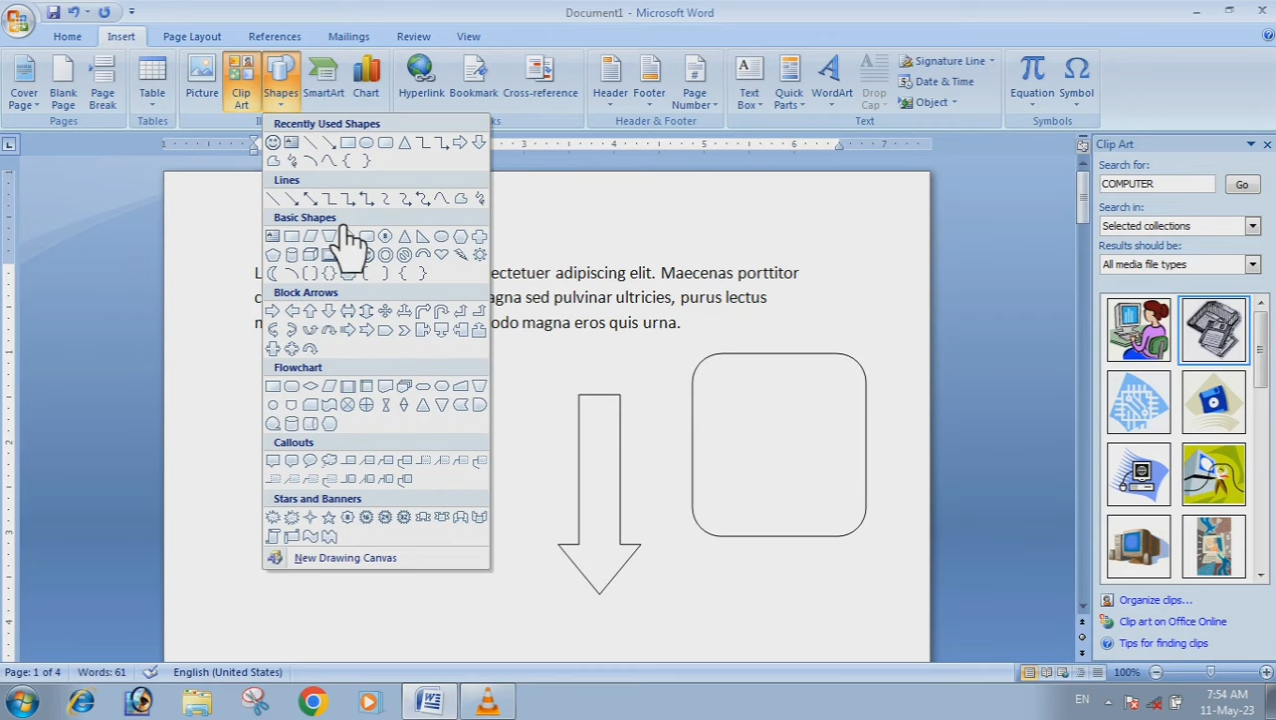 Document1 - Microsoft Word
Home Insert Page Layout References Mailings Review View
Cover Page Blank Page Page Break Table Picture Clip Art Shapes SmartArt Chart Hyperlink Bookmark Cross-reference Header Footer Page Number Text Box Quick Parts WordArt Drop Cap Signature Line Date & Time Object Equation Symbol
Pages Tables Header & Footer Text Symbols
Recently Used Shapes
Lines
Basic Shapes
Block Arrows
Flowchart
Callouts
Stars and Banners
New Drawing Canvas
1 3 4 5 6 7
adipiscing elit. Maecenas porttitor
sed pulvinar ultricies, purus lectus
magna eros quis urna.
Clip Art
Search for:
COMPUTER Go
Search in:
Selected collections
Results should be:
All media file types
Organize clips...
Clip art on Office Online
Tips for finding clips
Page: 1 of 4 Words: 61 English (United States) 100%
EN 7:54 AM
11-May-23